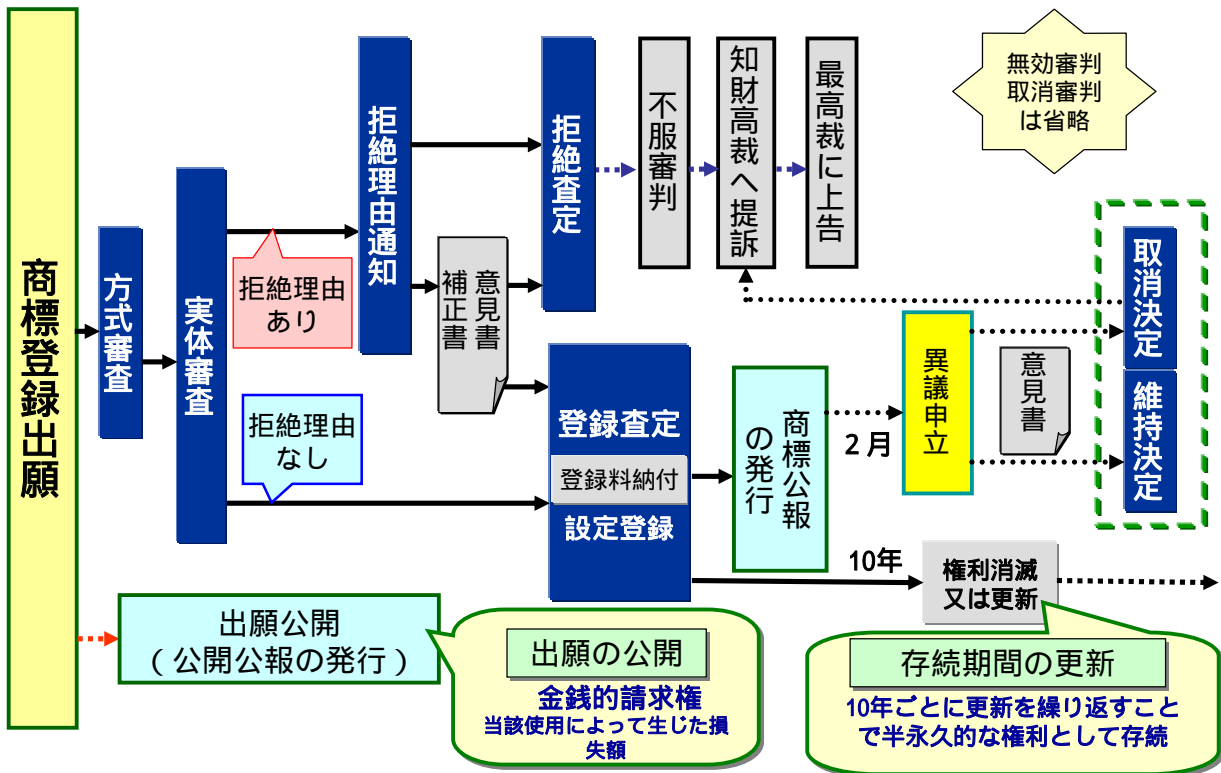 商標登録出願
方式審査
実体審査
拒絶理由
あり
拒絶理由
なし
拒絶理由通知
意見書
補正書
拒絶査定
不服審判
知財高裁へ提訴
最高裁に上告
無効審判
取消審判
は省略
登録査定
登録料納付
設定登録
商標公報
の発行
2月
異議申立
意見書
取消決定
維持決定
10年
権利消滅
又は更新
出願公開
(公開公報の発行)
出願の公開
金銭的請求権
当該使用によって生じた損
失額
存続期間の更新
10年ごとに更新を繰り返すこと
で半永久的な権利として存続